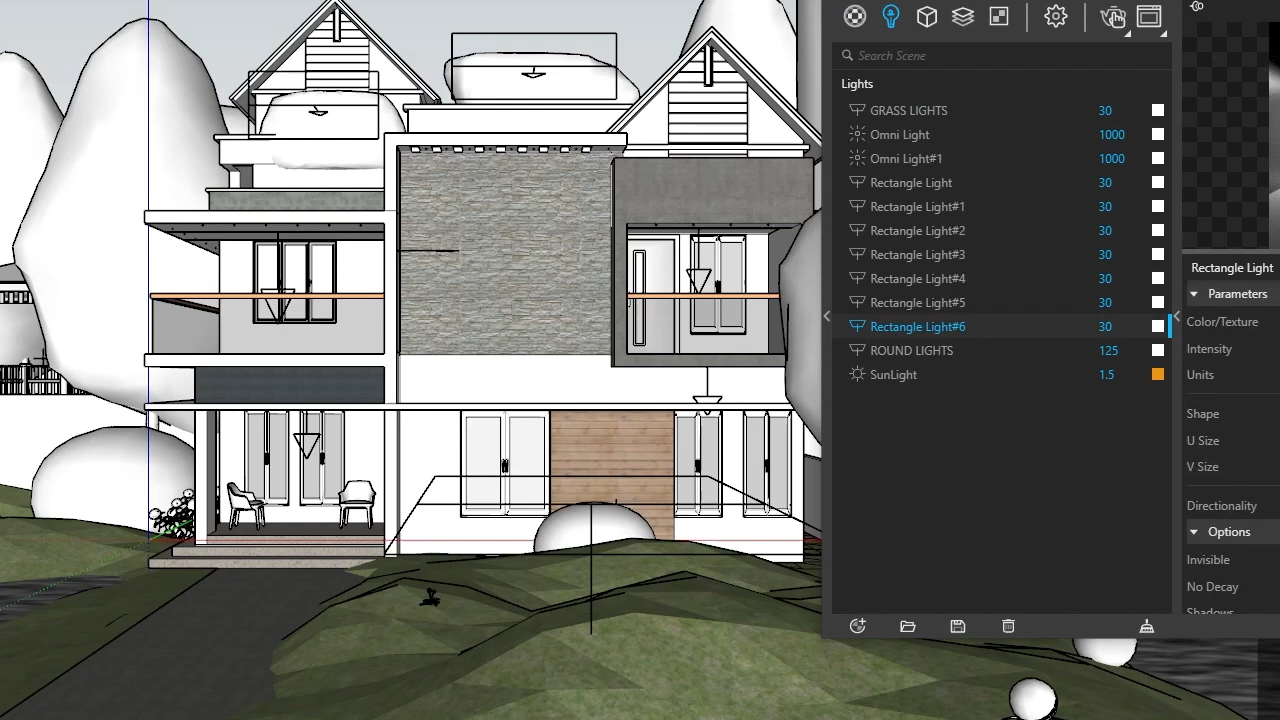 Search Scene
Lights
GRASS LIGHTS 30
Omni Light 1000
Omni Light#1 1000
Rectangle Light 30
Rectangle Light#1 30
Rectangle Light#2 30
Rectangle Light#3 30
Rectangle Light#4 30
Rectangle Light#5 30
Rectangle Light#6 30
ROUND LIGHTS 125
SunLight 1.5
Rectangle Light
Parameters
Color/Texture
Intensity
Units
Shape
U Size
V Size
Directionality
Options
Invisible
No Decay
Shadows